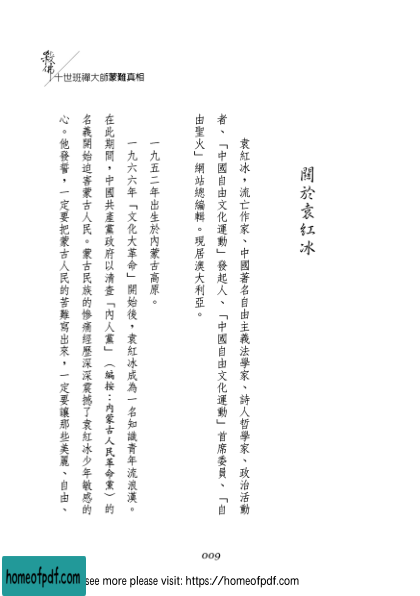 殺佛
十世班禪大師蒙難真相
關於袁紅冰
袁紅冰，流亡作家、中國著名自由主義法學家、詩人哲學家、政治活動
者、「中國自由文化運動」發起人、「中國自由文化運動」首席委員、「自
由聖火」網站總編輯。現居澳大利亞。
一九五二年出生於內蒙古高原。
一九六六年「文化大革命」開始後，袁紅冰成為一名知識青年流浪漢。
在此期間，中國共產黨政府以清查「內人黨」（編按：內蒙古人民革命黨）的
名義開始迫害蒙古人民。蒙古民族的慘痛經歷深深震撼了袁紅冰少年敏感的
心。他發誓，一定要把蒙古人民的苦難寫出來，一定要讓那些美麗、自由、
009
homeofpdf.com
see more please visit: https://homeofpdf.com